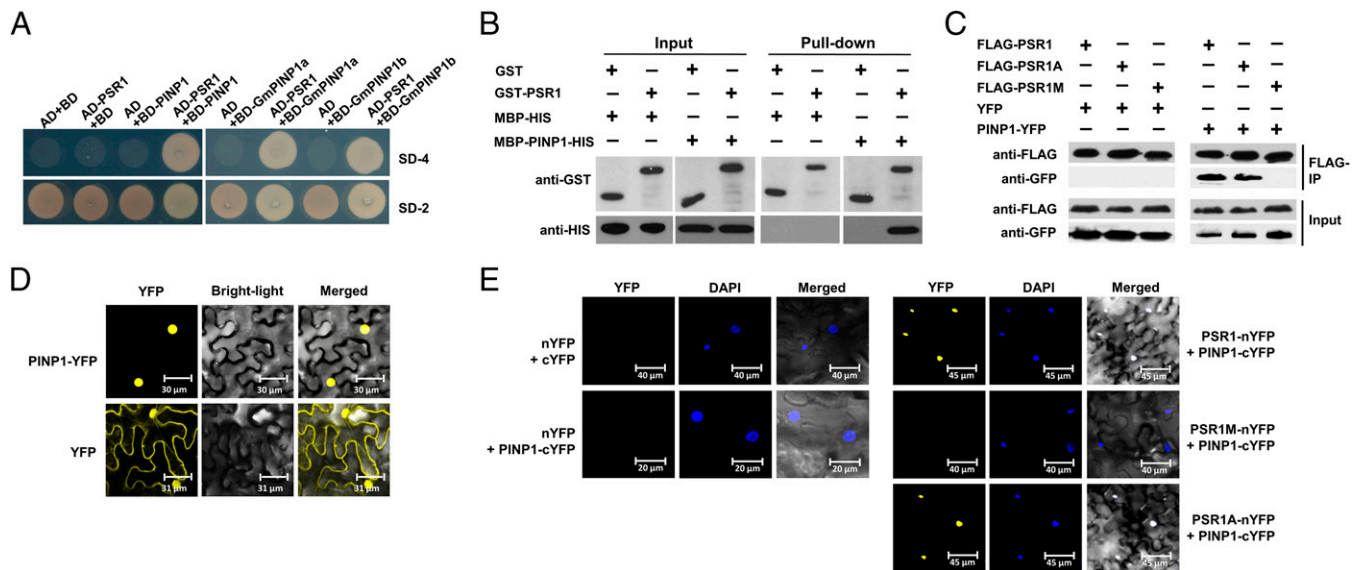 A
AD+BD
AD-PSR1
+BD
AD
+BD-PINP1
AD-PSR1
+BD-PINP1
AD
+BD-GmPINP1a
AD-PSR1
+BD-GmPINP1a
AD
+BD-GmPINP1b
AD-PSR1
+BD-GmPINP1b
SD-4
SD-2
B
Input
Pull-down
GST
+ – + – + – + –
GST-PSR1
– + – + – + – +
MBP-HIS
+ + – – + + – –
MBP-PINP1-HIS
– – + + – – + +
anti-GST
anti-HIS
C
FLAG-PSR1
+ – – + – –
FLAG-PSR1A
– + – – + –
FLAG-PSR1M
– – + – – +
YFP
+ + + – – –
PINP1-YFP
– – – + + +
anti-FLAG
anti-GFP
FLAG-
IP
anti-FLAG
anti-GFP
Input
D
YFP
Bright-light
Merged
PINP1-YFP
30 µm
30 µm
30 µm
YFP
31 µm
31 µm
31 µm
E
YFP
DAPI
Merged
nYFP
+ cYFP
40 µm
40 µm
40 µm
nYFP
+ PINP1-cYFP
20 µm
20 µm
20 µm
YFP
DAPI
Merged
45 µm
45 µm
45 µm
PSR1-nYFP
+ PINP1-cYFP
40 µm
40 µm
40 µm
PSR1M-nYFP
+ PINP1-cYFP
45 µm
45 µm
45 µm
PSR1A-nYFP
+ PINP1-cYFP